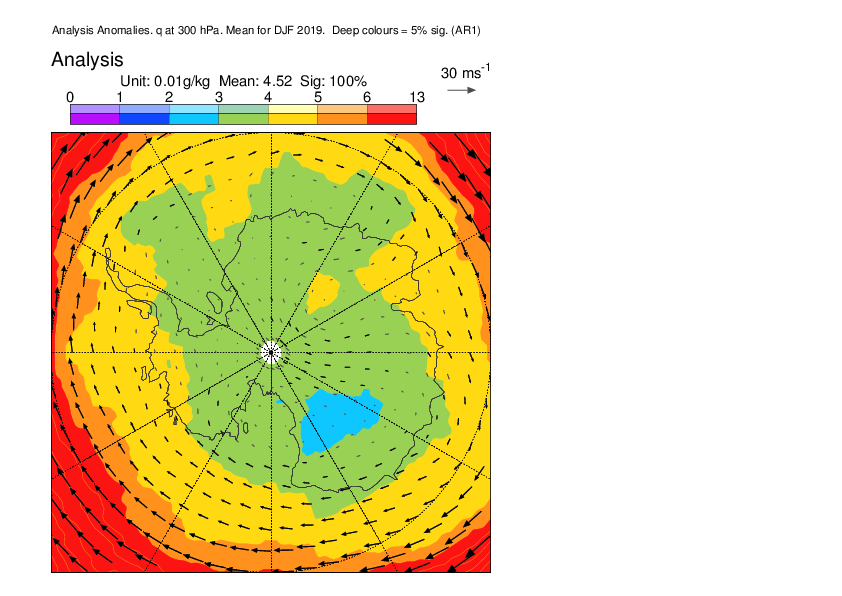 Analysis Anomalies. q at 300 hPa. Mean for DJF 2019.  Deep colours = 5% sig. (AR1)
Analysis
30 ms-1
Unit: 0.01g/kg  Mean: 4.52  Sig: 100%
0 1 2 3 4 5 6 13